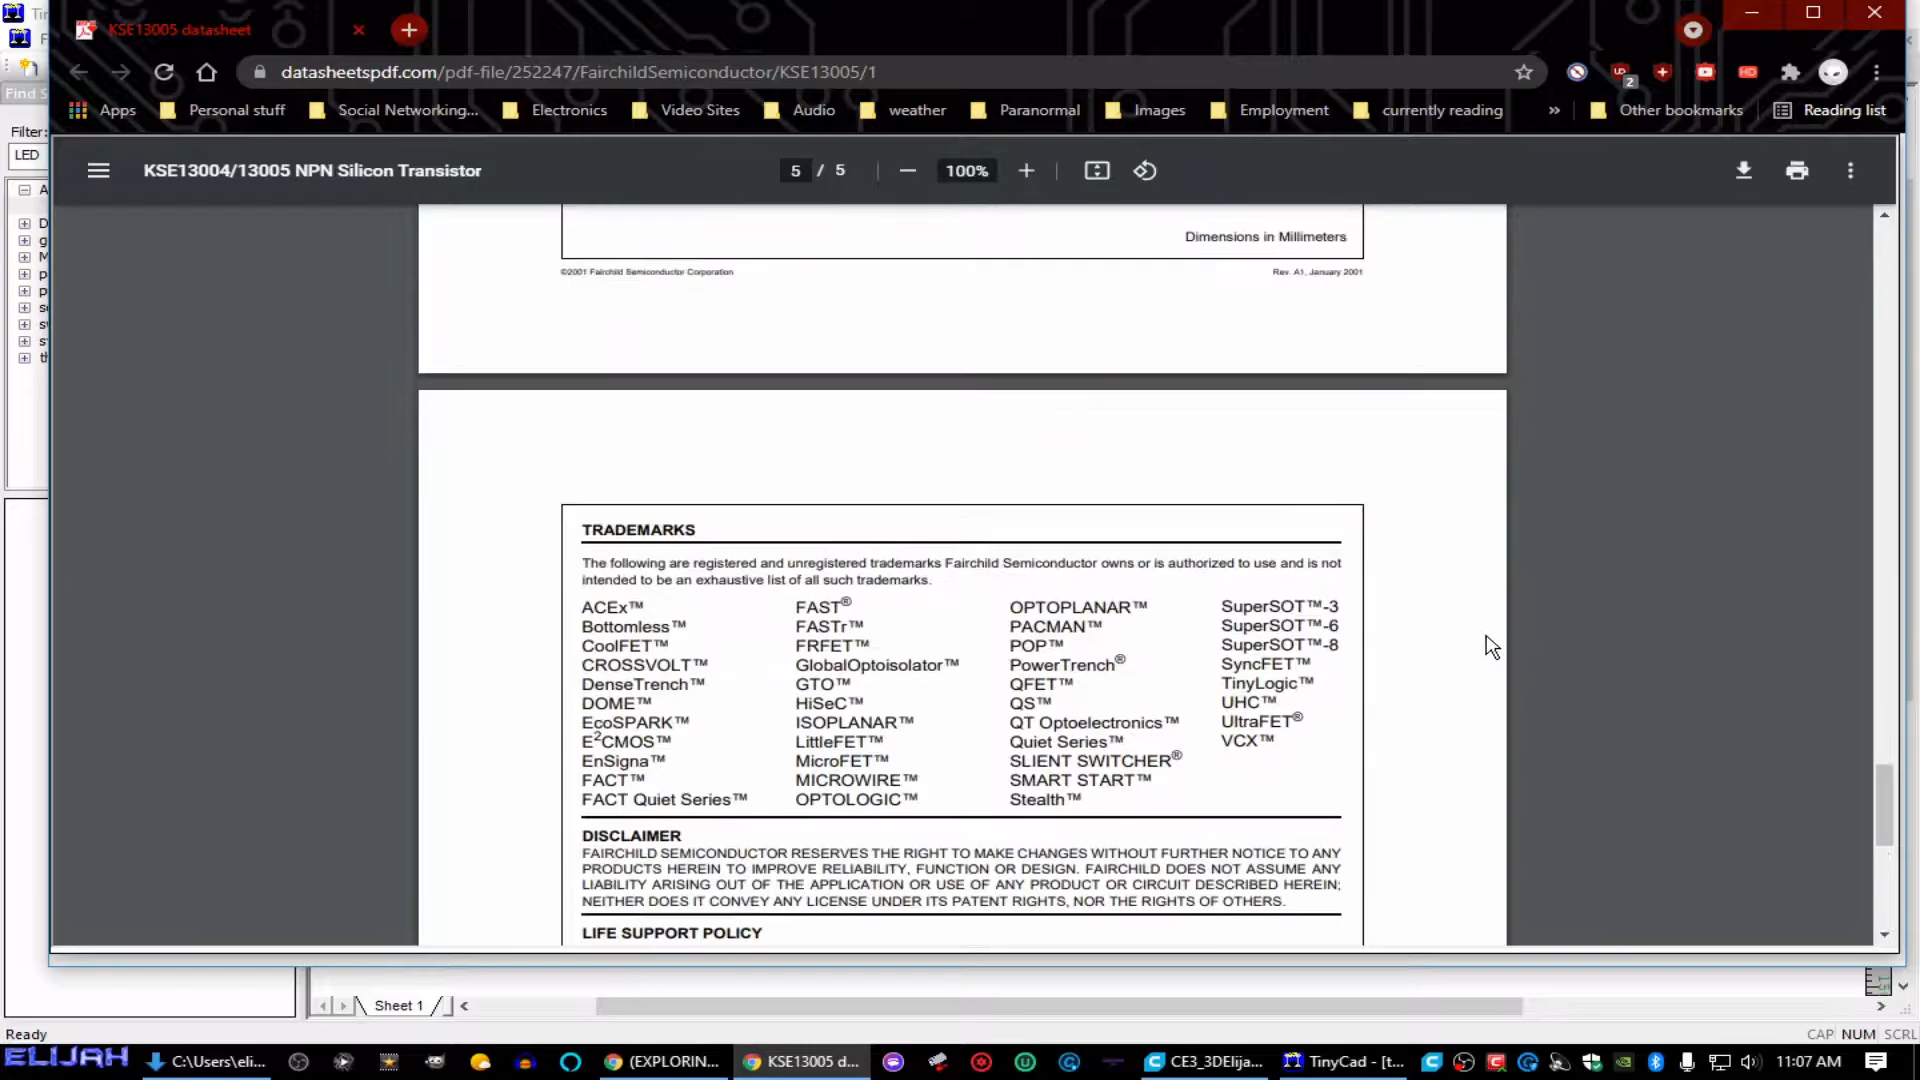 KSE13005 datasheet
datasheetspdf.com/pdf-file/252247/FairchildSemiconductor/KSE13005/1
Apps Personal stuff Social Networking... Electronics Video Sites Audio weather Paranormal Images Employment currently reading » Other bookmarks Reading list
Find S
Filter:
LED
KSE13004/13005 NPN Silicon Transistor 5 / 5 100%
Dimensions in Millimeters
©2001 Fairchild Semiconductor Corporation Rev. A1, January 2001
TRADEMARKS
The following are registered and unregistered trademarks Fairchild Semiconductor owns or is authorized to use and is not
intended to be an exhaustive list of all such trademarks.
ACEx™ FAST® OPTOPLANAR™ SuperSOT™-3
Bottomless™ FASTr™ PACMAN™ SuperSOT™-6
CoolFET™ FRFET™ POP™ SuperSOT™-8
CROSSVOLT™ GlobalOptoisolator™ PowerTrench® SyncFET™
DenseTrench™ GTO™ QFET™ TinyLogic™
DOME™ HiSeC™ QS™ UHC™
EcoSPARK™ ISOPLANAR™ QT Optoelectronics™ UltraFET®
E²CMOS™ LittleFET™ Quiet Series™ VCX™
EnSigna™ MicroFET™ SLIENT SWITCHER®
FACT™ MICROWIRE™ SMART START™
FACT Quiet Series™ OPTOLOGIC™ Stealth™
DISCLAIMER
FAIRCHILD SEMICONDUCTOR RESERVES THE RIGHT TO MAKE CHANGES WITHOUT FURTHER NOTICE TO ANY
PRODUCTS HEREIN TO IMPROVE RELIABILITY, FUNCTION OR DESIGN. FAIRCHILD DOES NOT ASSUME ANY
LIABILITY ARISING OUT OF THE APPLICATION OR USE OF ANY PRODUCT OR CIRCUIT DESCRIBED HEREIN;
NEITHER DOES IT CONVEY ANY LICENSE UNDER ITS PATENT RIGHTS, NOR THE RIGHTS OF OTHERS.
LIFE SUPPORT POLICY
Sheet 1
Ready CAP NUM SCRL
ELIJAH C:\Users\eli... (EXPLORIN... KSE13005 d... CE3_3DElija... TinyCad - [t... 11:07 AM